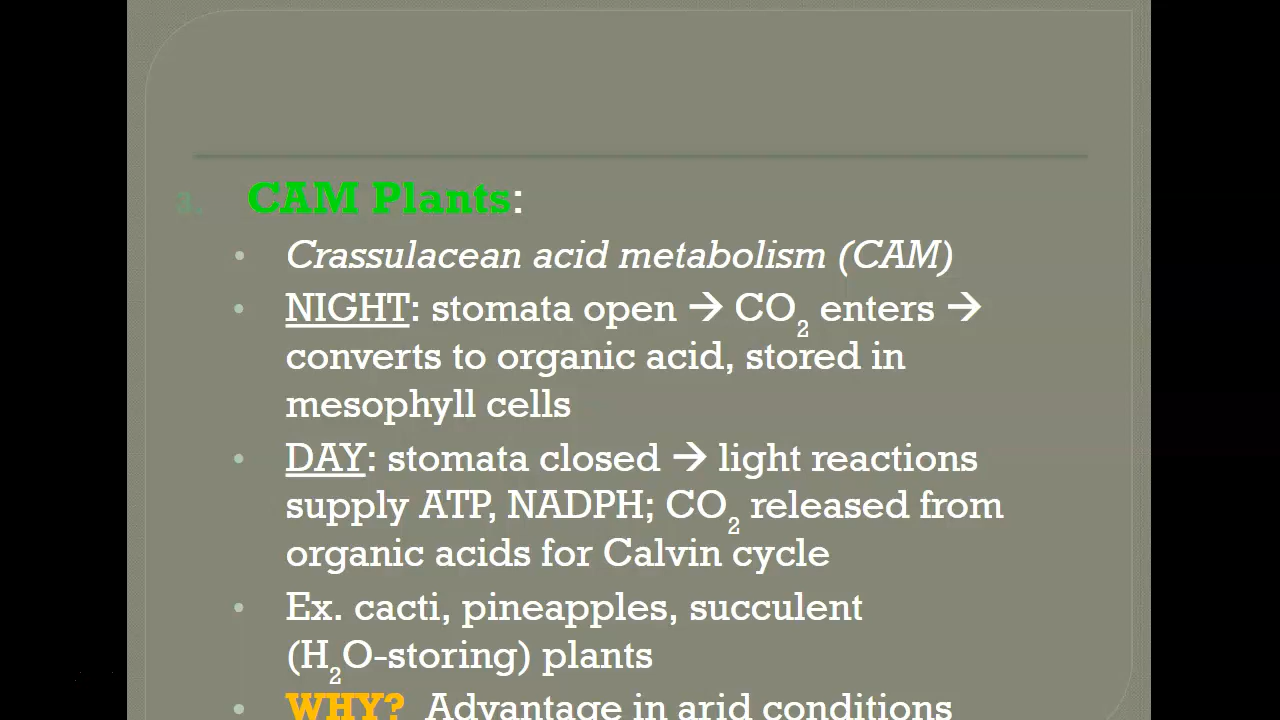 3. CAM Plants:
• Crassulacean acid metabolism (CAM)
• NIGHT: stomata open → CO₂ enters →
converts to organic acid, stored in
mesophyll cells
• DAY: stomata closed → light reactions
supply ATP, NADPH; CO₂ released from
organic acids for Calvin cycle
• Ex. cacti, pineapples, succulent
(H₂O-storing) plants
• WHY? Advantage in arid conditions